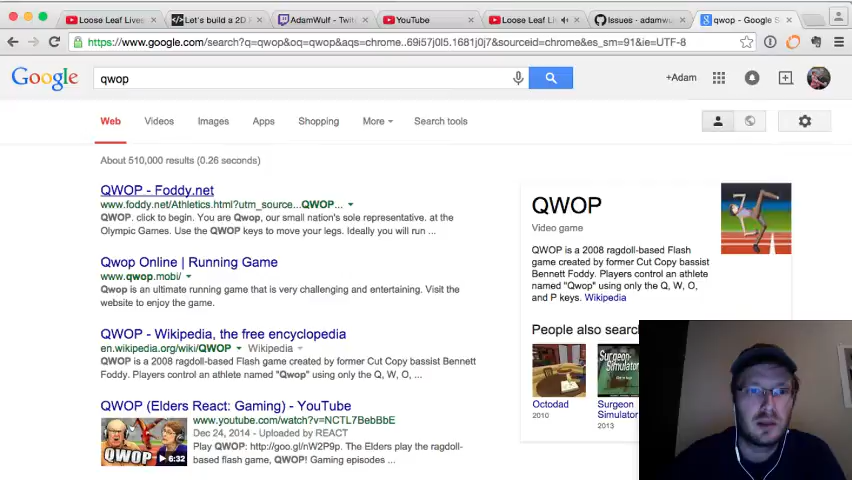 Loose Leaf Lives
Let's build a 2D
AdamWulf - Twit
YouTube
Loose Leaf Li
Issues - adamwu
qwop - Google S
https://www.google.com/search?q=qwop&oq=qwop&aqs=chrome..69i57j0l5.1681j0j7&sourceid=chrome&es_sm=91&ie=UTF-8
Google
qwop
+Adam
Web
Videos
Images
Apps
Shopping
More
Search tools
About 510,000 results (0.26 seconds)
QWOP - Foddy.net
www.foddy.net/Athletics.html?utm_source...QWOP...
QWOP. click to begin. You are Qwop, our small nation's sole representative. at the
Olympic Games. Use the QWOP keys to move your legs. Ideally you will run ...
Qwop Online | Running Game
www.qwop.mobi/
Qwop is an ultimate running game that is very challenging and entertaining. Visit the
website to enjoy the game.
QWOP - Wikipedia, the free encyclopedia
en.wikipedia.org/wiki/QWOP Wikipedia
QWOP is a 2008 ragdoll-based Flash game created by former Cut Copy bassist Bennett
Foddy. Players control an athlete named "Qwop" using only the Q, W, O, ...
QWOP (Elders React: Gaming) - YouTube
www.youtube.com/watch?v=NCTL7BebBbE
Dec 24, 2014 - Uploaded by REACT
Play QWOP: http://goo.gl/nW2P9p. The Elders play the ragdoll-
based flash game, QWOP! Gaming episodes ...
QWOP
6:32
QWOP
Video game
QWOP is a 2008 ragdoll-based Flash
game created by former Cut Copy bassist
Bennett Foddy. Players control an athlete
named "Qwop" using only the Q, W, O,
and P keys. Wikipedia
People also searc
Octodad
2010
Surgeon
Simulator
2013